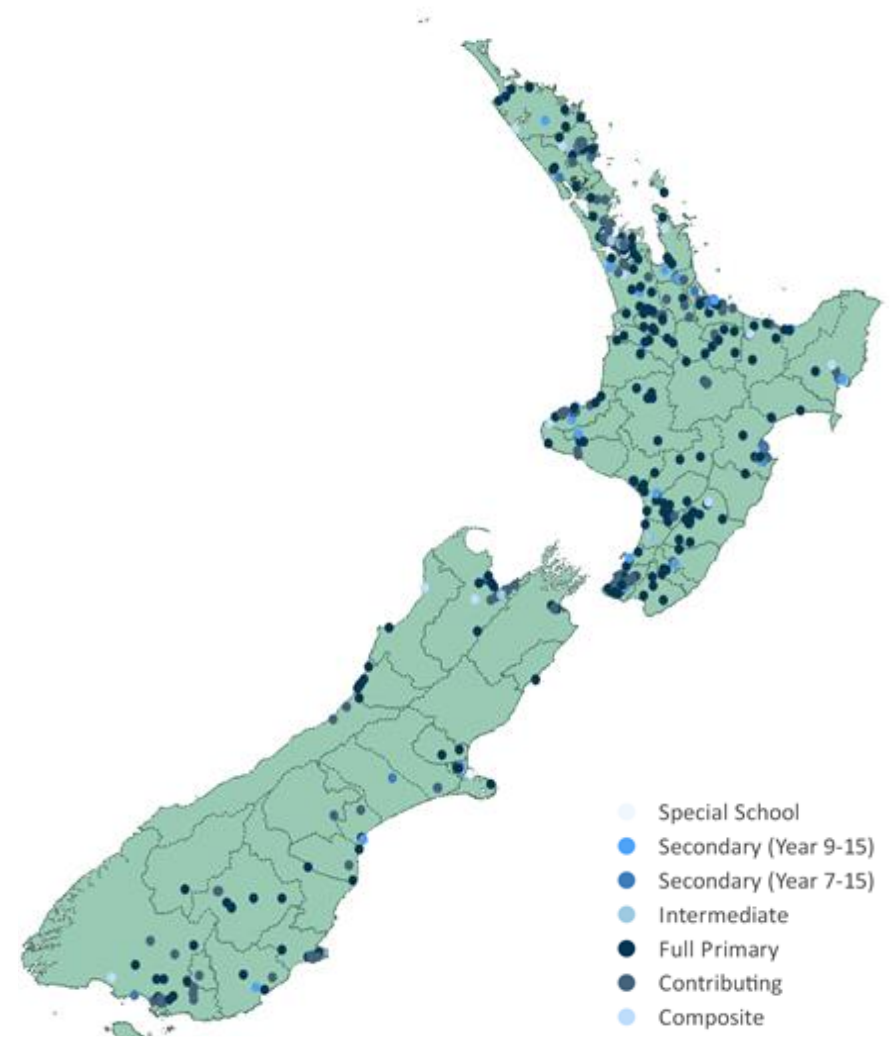 Special School
Secondary (Year 9-15)
Secondary (Year 7-15)
Intermediate
Full Primary
Contributing
Composite